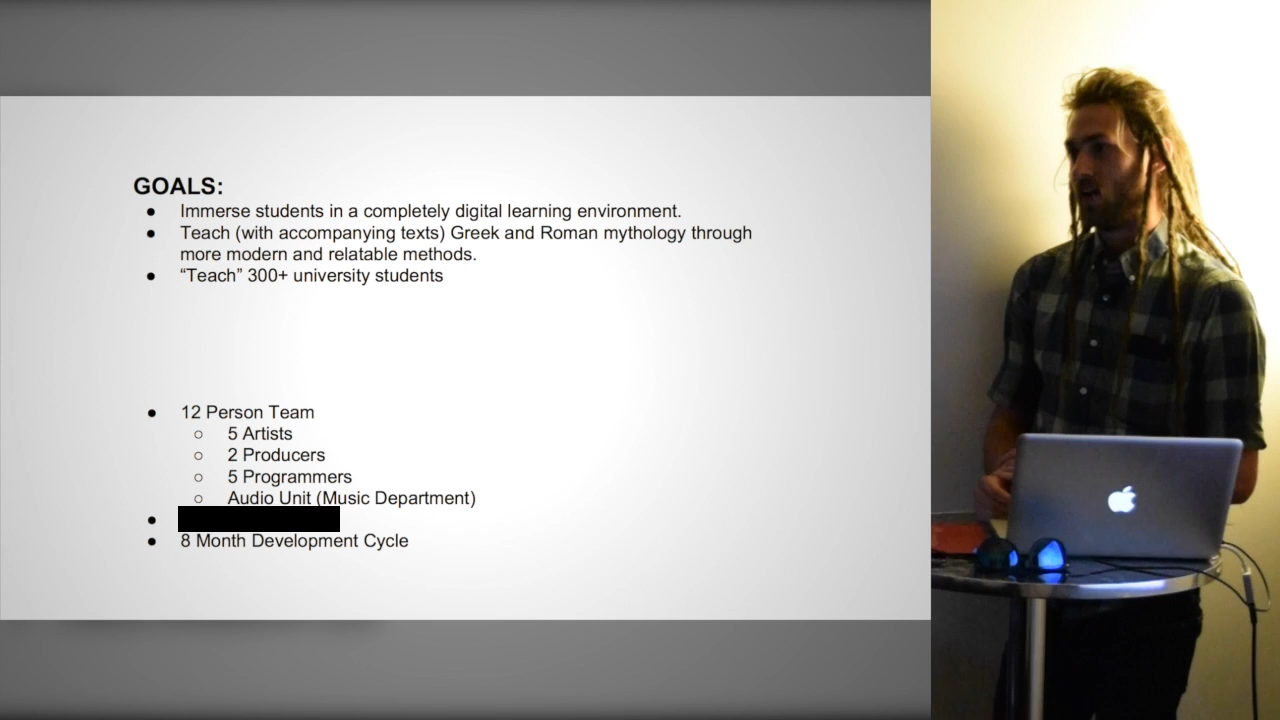 GOALS:
● Immerse students in a completely digital learning environment.
● Teach (with accompanying texts) Greek and Roman mythology through
more modern and relatable methods.
● “Teach” 300+ university students
● 12 Person Team
○ 5 Artists
○ 2 Producers
○ 5 Programmers
○ Audio Unit (Music Department)
●
● 8 Month Development Cycle